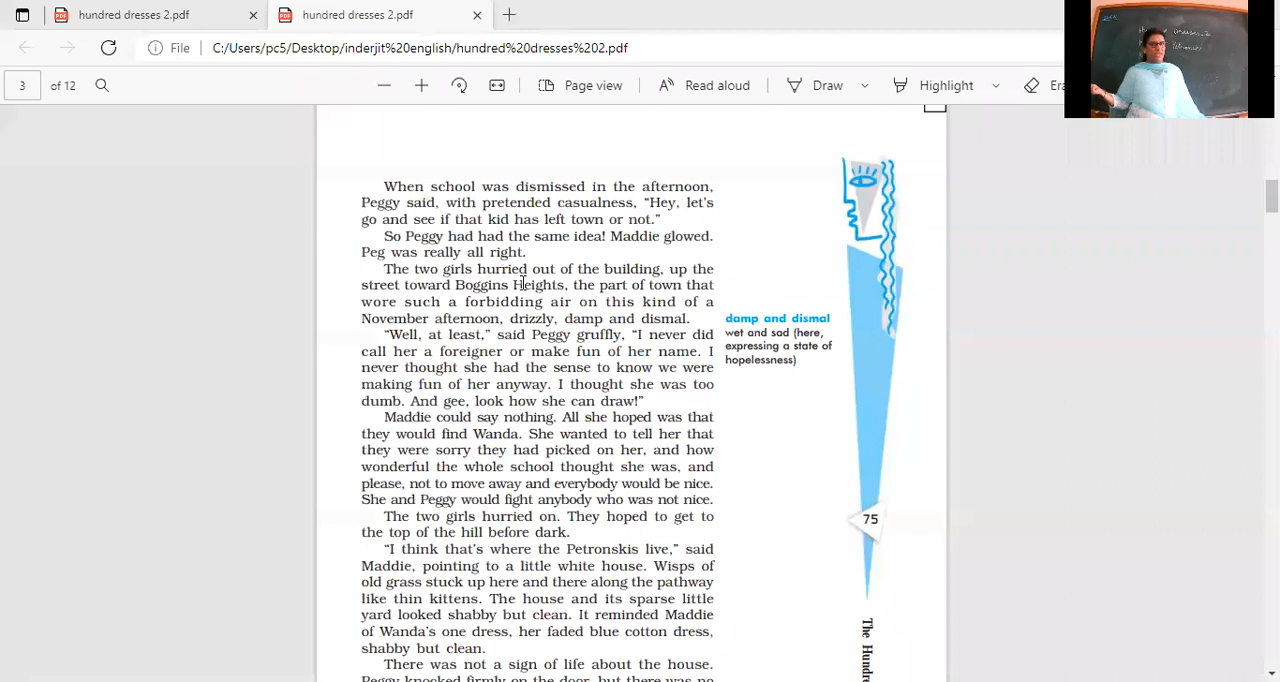 hundred dresses 2.pdf
hundred dresses 2.pdf
File
C:/Users/pc5/Desktop/inderjit%20english/hundred%20dresses%202.pdf
3 of 12
Page view
Read aloud
Draw
Highlight
Era
When school was dismissed in the afternoon,
Peggy said, with pretended casualness, “Hey, let’s
go and see if that kid has left town or not.”
So Peggy had had the same idea! Maddie glowed.
Peg was really all right.
The two girls hurried out of the building, up the
street toward Boggins Heights, the part of town that
wore such a forbidding air on this kind of a
November afternoon, drizzly, damp and dismal.
“Well, at least,” said Peggy gruffly, “I never did
call her a foreigner or make fun of her name. I
never thought she had the sense to know we were
making fun of her anyway. I thought she was too
dumb. And gee, look how she can draw!”
Maddie could say nothing. All she hoped was that
they would find Wanda. She wanted to tell her that
they were sorry they had picked on her, and how
wonderful the whole school thought she was, and
please, not to move away and everybody would be nice.
She and Peggy would fight anybody who was not nice.
The two girls hurried on. They hoped to get to
the top of the hill before dark.
“I think that’s where the Petronskis live,” said
Maddie, pointing to a little white house. Wisps of
old grass stuck up here and there along the pathway
like thin kittens. The house and its sparse little
yard looked shabby but clean. It reminded Maddie
of Wanda’s one dress, her faded blue cotton dress,
shabby but clean.
There was not a sign of life about the house.
Peggy knocked firmly on the door, but there was no
damp and dismal
wet and sad (here,
expressing a state of
hopelessness)
75
The Hundre